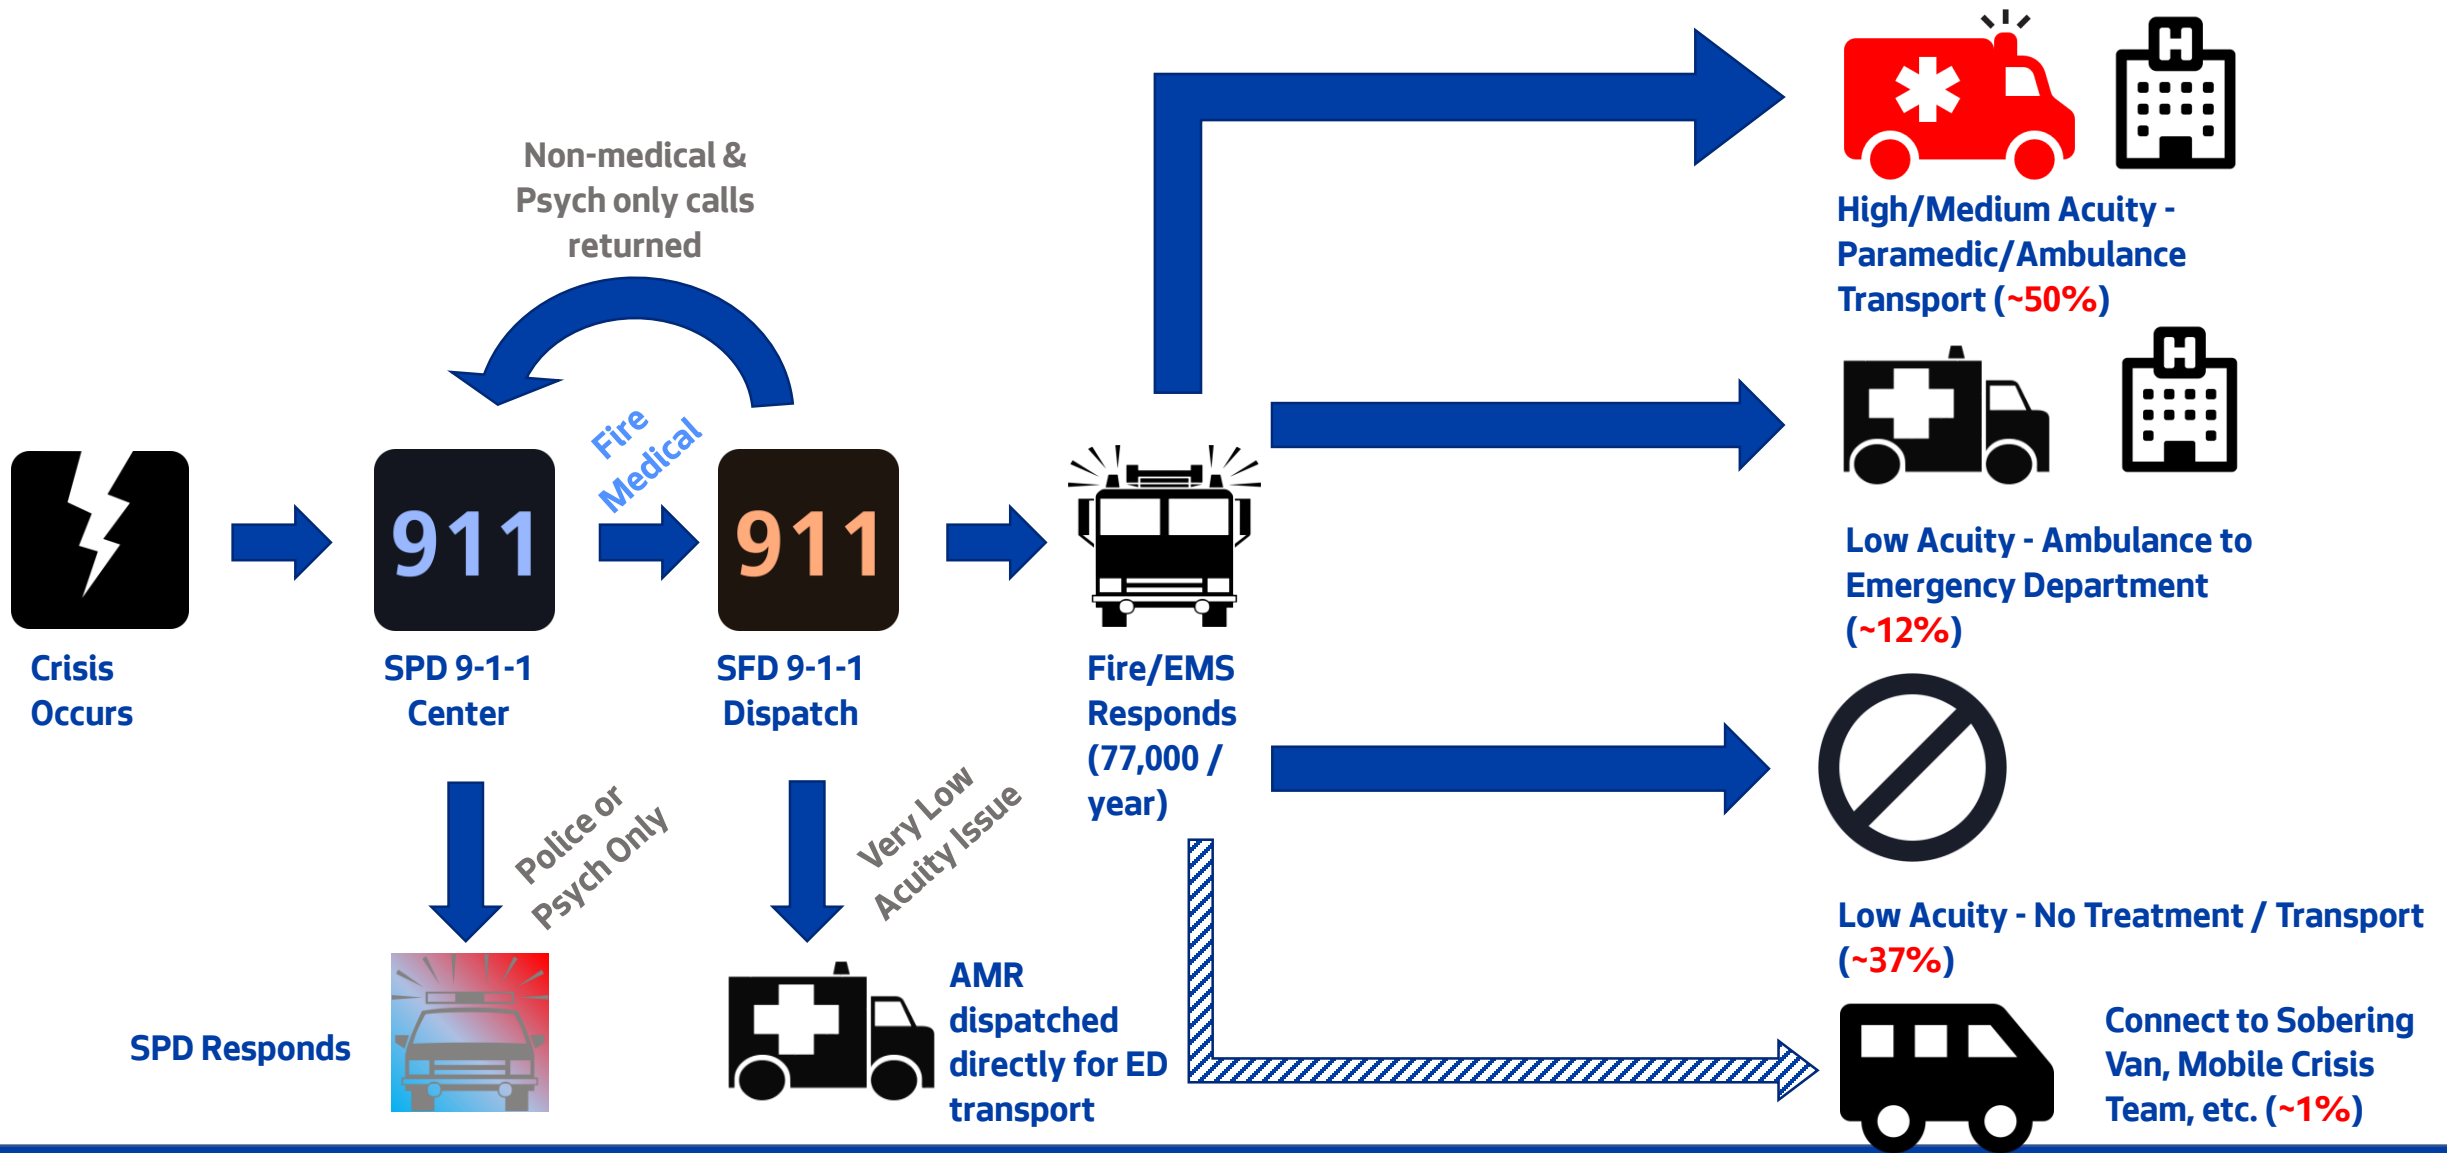 Non-medical &
Psych only calls
returned
Fire
Medical
911
911
Crisis
Occurs
SPD 9-1-1
Center
SFD 9-1-1
Dispatch
Fire/EMS
Responds
(77,000 /
year)
Police or
Psych Only
Very Low
Acuity Issue
SPD Responds
AMR
dispatched
directly for ED
transport
H
High/Medium Acuity -
Paramedic/Ambulance
Transport (~50%)
H
Low Acuity - Ambulance to
Emergency Department
(~12%)
Low Acuity - No Treatment / Transport
(~37%)
Connect to Sobering
Van, Mobile Crisis
Team, etc. (~1%)